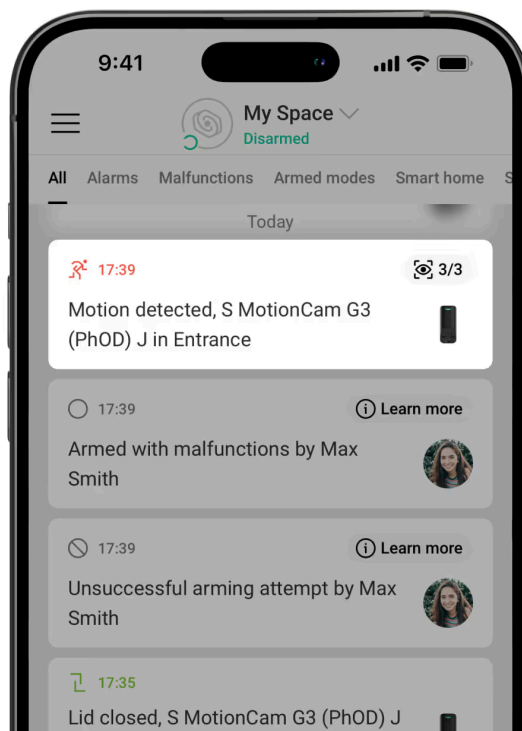 9:41
My Space
Disarmed
All Alarms Malfunctions Armed modes Smart home S
Today
17:39 3/3
Motion detected, S MotionCam G3
(PhOD) J in Entrance
17:39 Learn more
Armed with malfunctions by Max
Smith
17:39 Learn more
Unsuccessful arming attempt by Max
Smith
17:35
Lid closed, S MotionCam G3 (PhOD) J